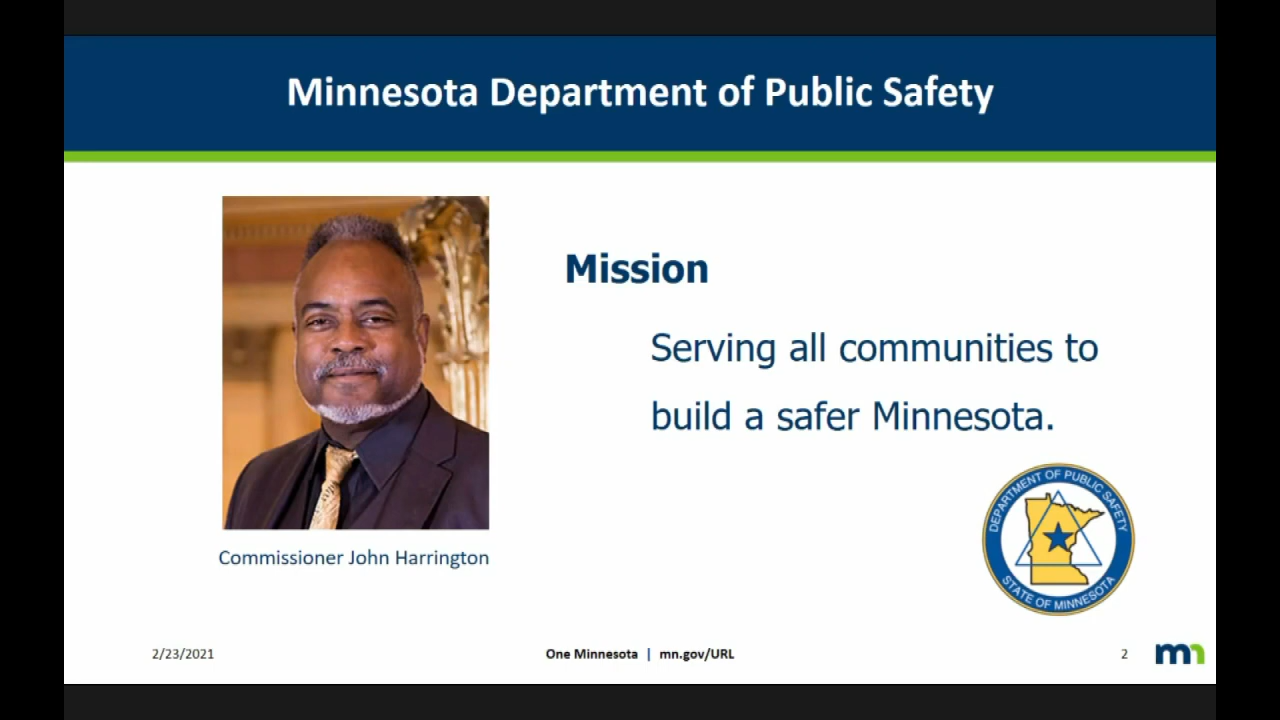 Minnesota Department of Public Safety
Mission
Serving all communities to
build a safer Minnesota.
Commissioner John Harrington
DEPARTMENT OF PUBLIC SAFETY
STATE OF MINNESOTA
2/23/2021
One Minnesota | mn.gov/URL
2
mn